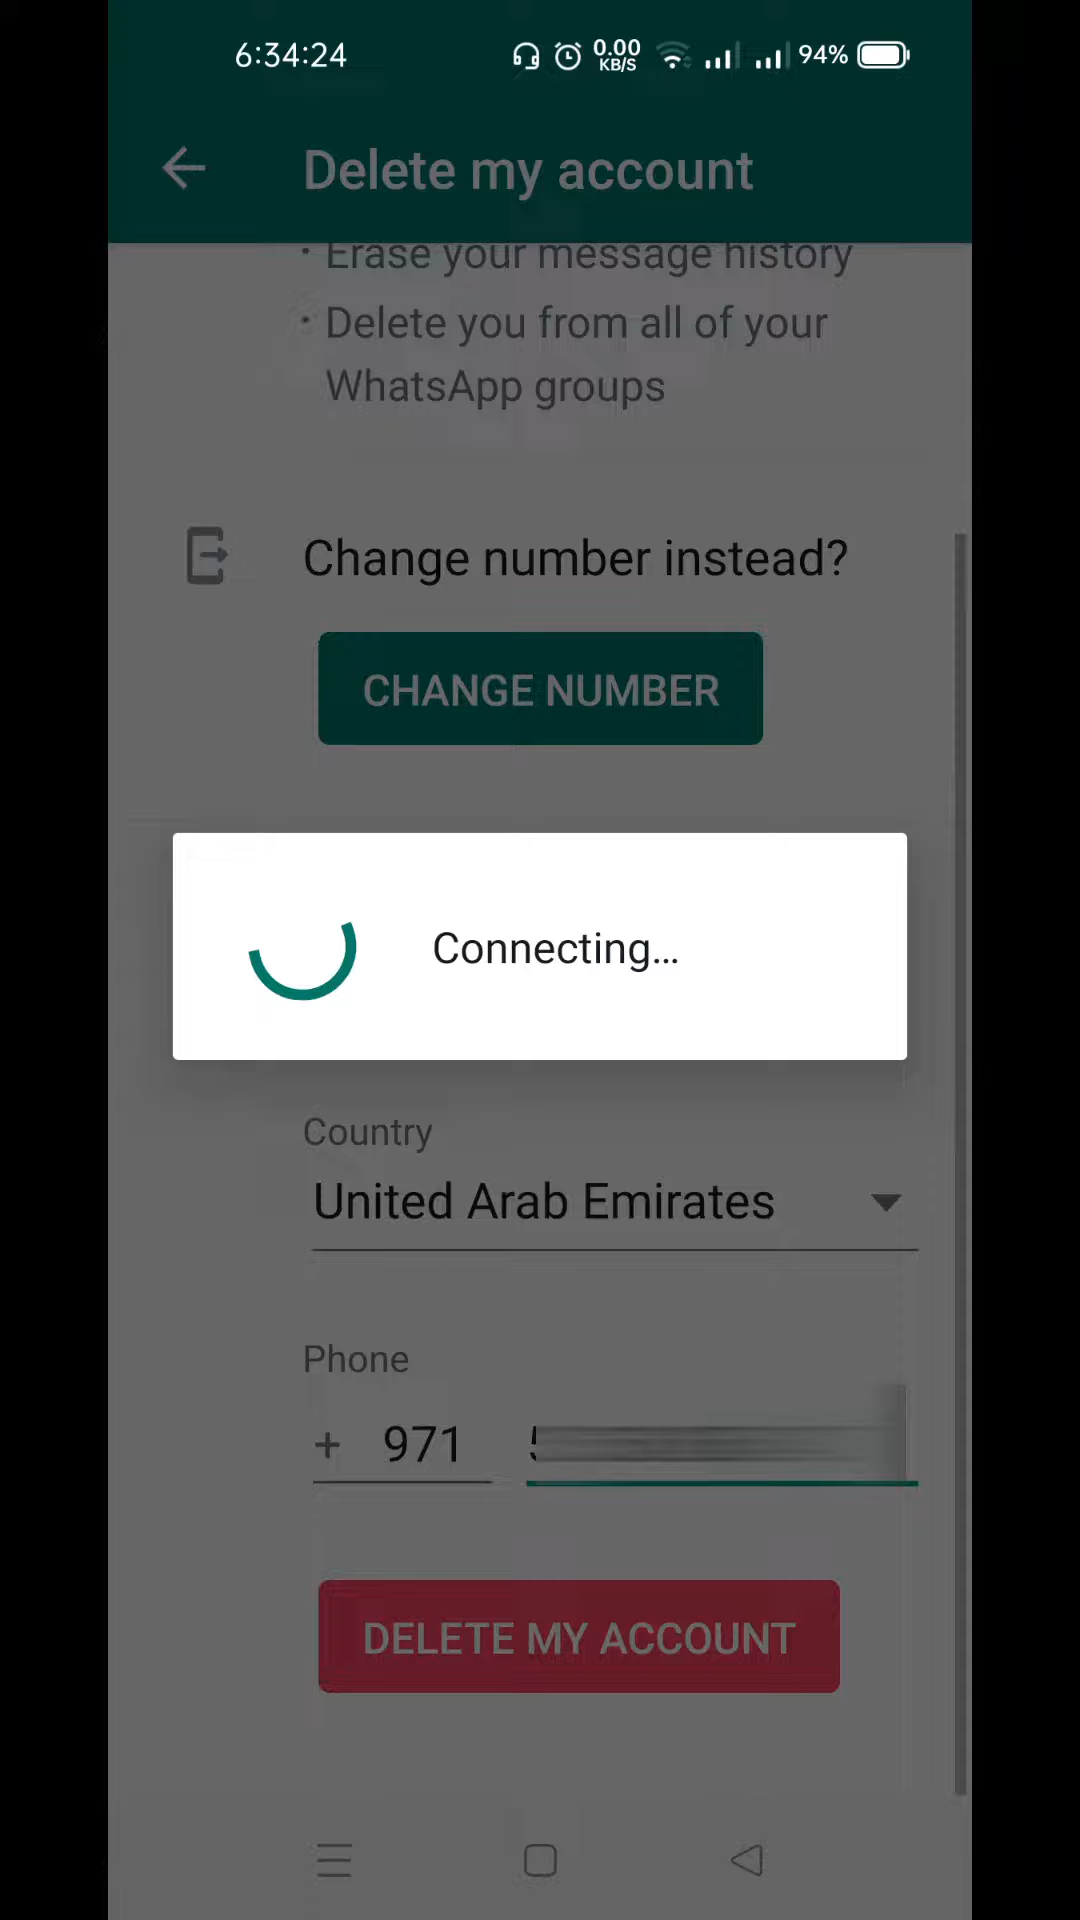 6:34:24 0.00 KB/S 94%
Delete my account
· Erase your message history
· Delete you from all of your
WhatsApp groups
Change number instead?
CHANGE NUMBER
Connecting...
Country
United Arab Emirates
Phone
+ 971 5
DELETE MY ACCOUNT